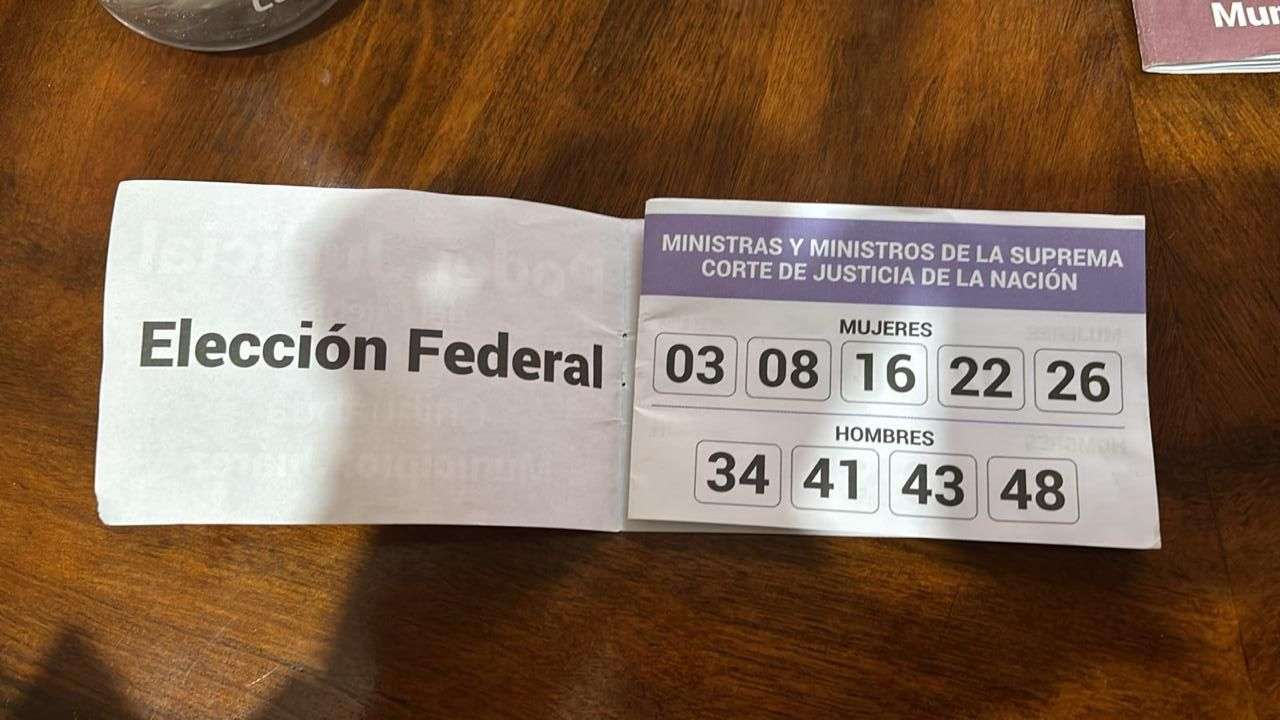 Mur
Elección Federal
MINISTRAS Y MINISTROS DE LA SUPREMA
CORTE DE JUSTICIA DE LA NACIÓN
MUJERES
03 08 16 22 26
HOMBRES
34 41 43 48